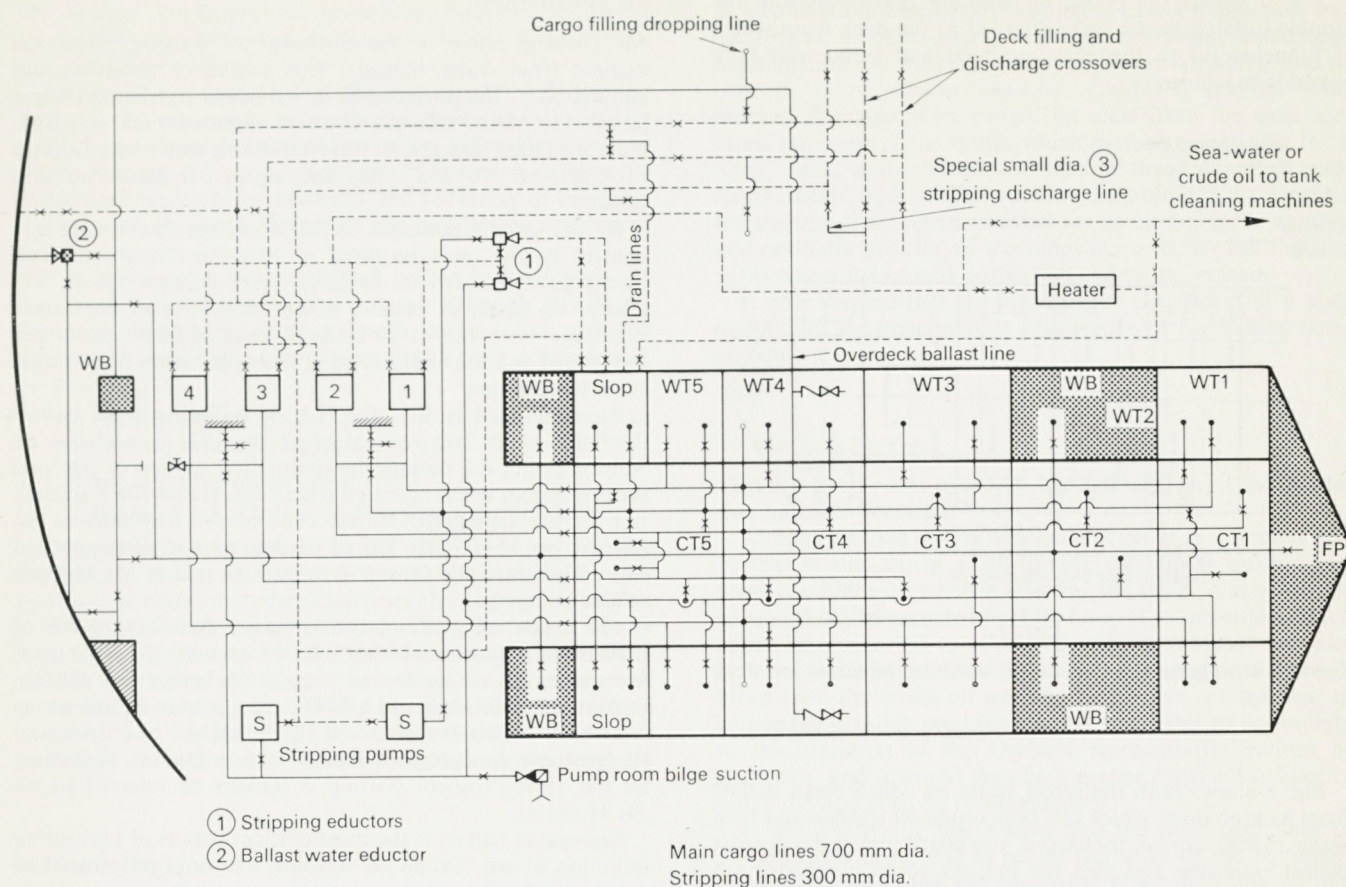 Cargo filling dropping line
Deck filling and
discharge crossovers
Special small dia. ③
stripping discharge line
Sea-water or
crude oil to tank
cleaning machines
②
①
Drain lines
Heater
Overdeck ballast line
WB
4
3
2
1
WB
Slop
WT5
WT4
WT3
WB
WT2
WT1
CT5
CT4
CT3
CT2
CT1
FP
WB
Slop
WB
S
S
Stripping pumps
Pump room bilge suction
① Stripping eductors
② Ballast water eductor
Main cargo lines 700 mm dia.
Stripping lines 300 mm dia.